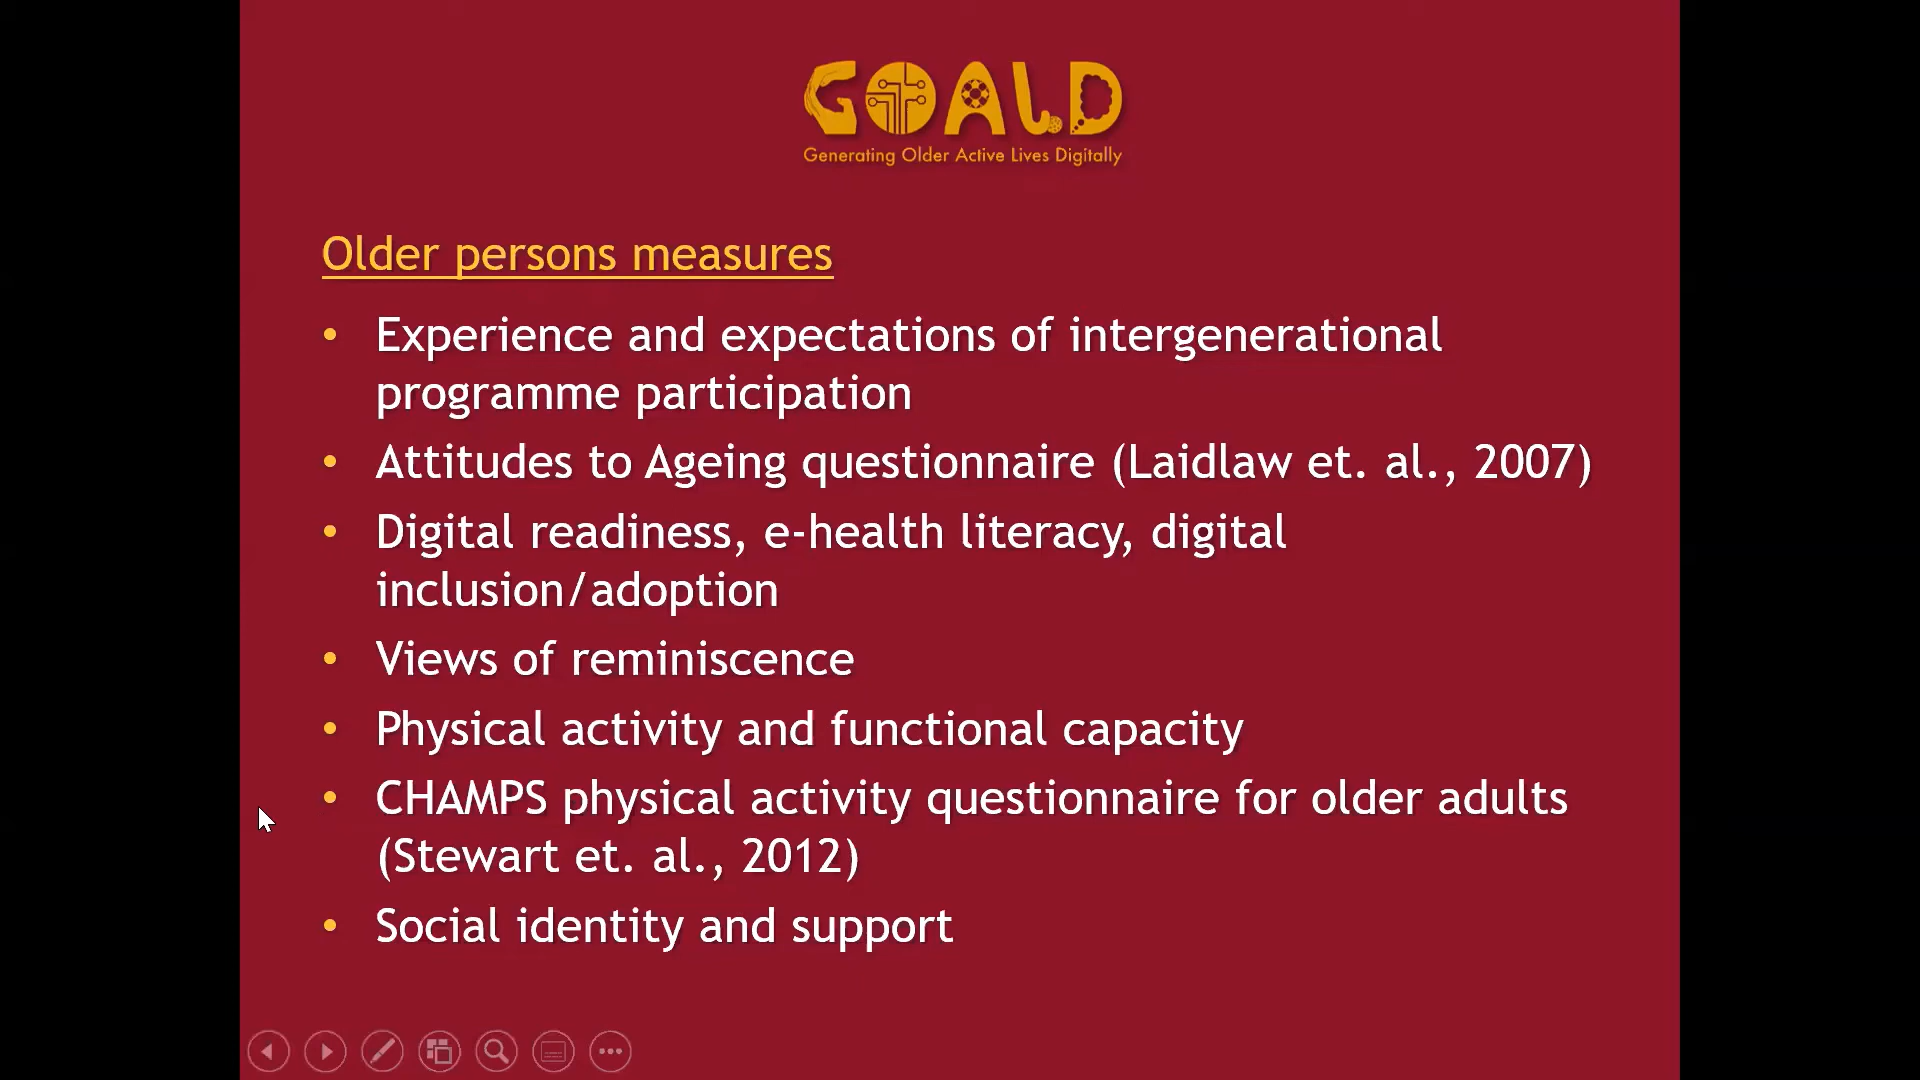 GOALD
Generating Older Active Lives Digitally
Older persons measures
• Experience and expectations of intergenerational
programme participation
• Attitudes to Ageing questionnaire (Laidlaw et. al., 2007)
• Digital readiness, e-health literacy, digital
inclusion/adoption
• Views of reminiscence
• Physical activity and functional capacity
• CHAMPS physical activity questionnaire for older adults
(Stewart et. al., 2012)
• Social identity and support